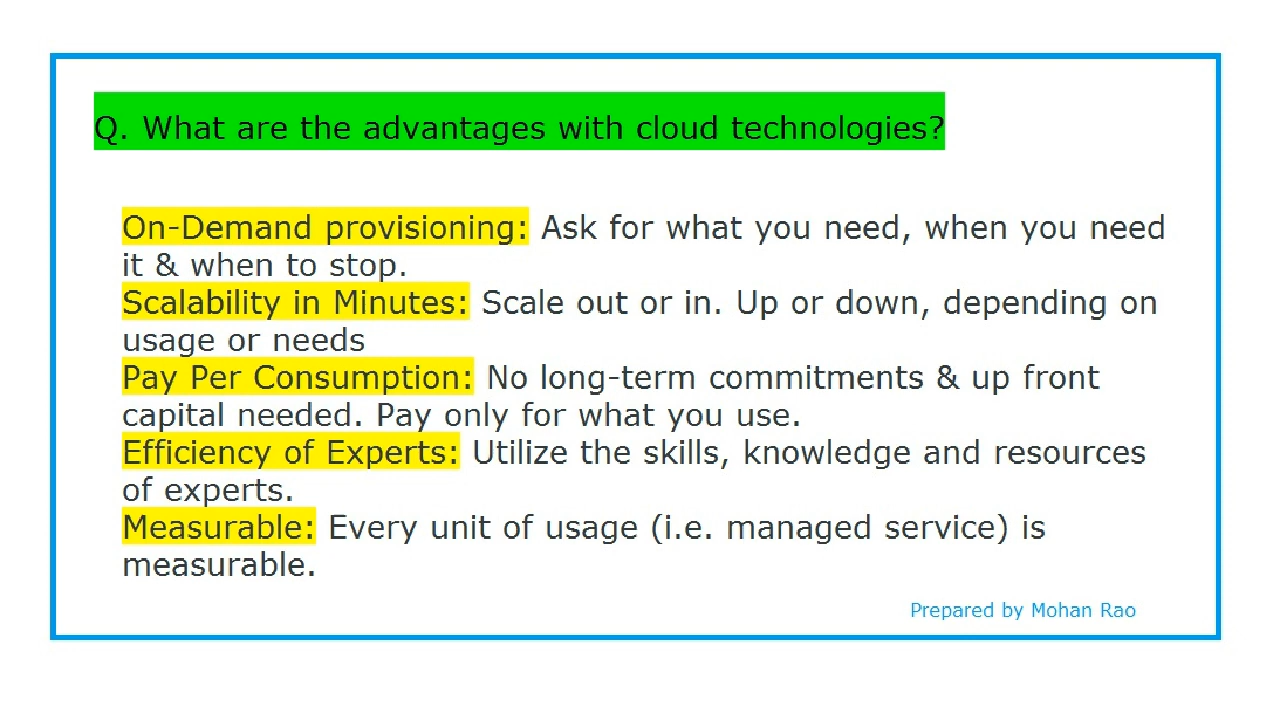 Q. What are the advantages with cloud technologies?
On-Demand provisioning: Ask for what you need, when you need
it & when to stop.
Scalability in Minutes: Scale out or in. Up or down, depending on
usage or needs
Pay Per Consumption: No long-term commitments & up front
capital needed. Pay only for what you use.
Efficiency of Experts: Utilize the skills, knowledge and resources
of experts.
Measurable: Every unit of usage (i.e. managed service) is
measurable.
Prepared by Mohan Rao